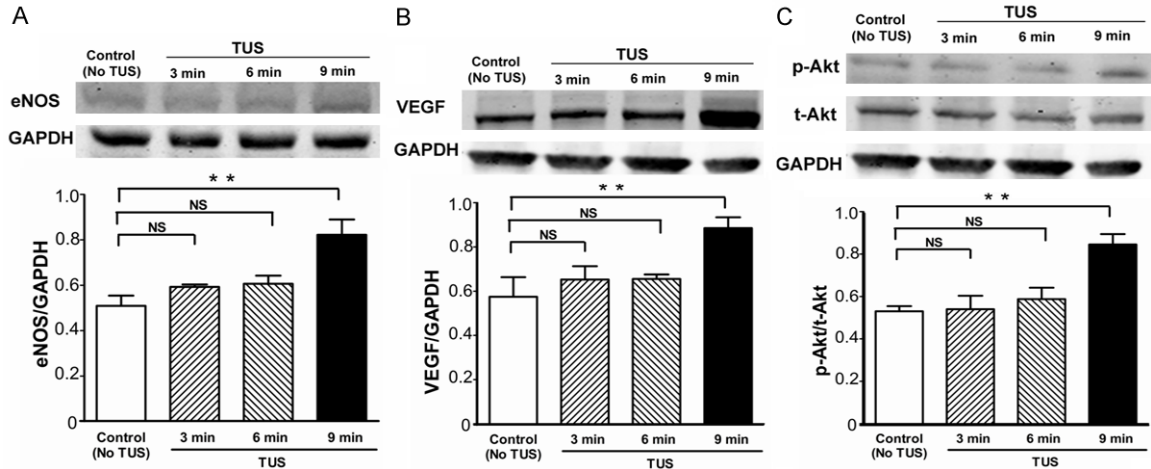 A
Control
(No TUS)
TUS
3 min 6 min 9 min
eNOS
GAPDH
* *
NS
NS
1.0
0.8
0.6
0.4
0.2
0
eNOS/GAPDH
Control
(No TUS)
3 min 6 min 9 min
TUS
B
Control
(No TUS)
TUS
3 min 6 min 9 min
VEGF
GAPDH
* *
NS
NS
1.0
0.8
0.6
0.4
0.2
0
VEGF/GAPDH
Control
(No TUS)
3 min 6 min 9 min
TUS
C
Control
(No TUS)
TUS
3 min 6 min 9 min
p-Akt
t-Akt
GAPDH
* *
NS
NS
1.0
0.8
0.6
0.4
0.2
0
p-Akt/t-Akt
Control
(No TUS)
3 min 6 min 9 min
TUS